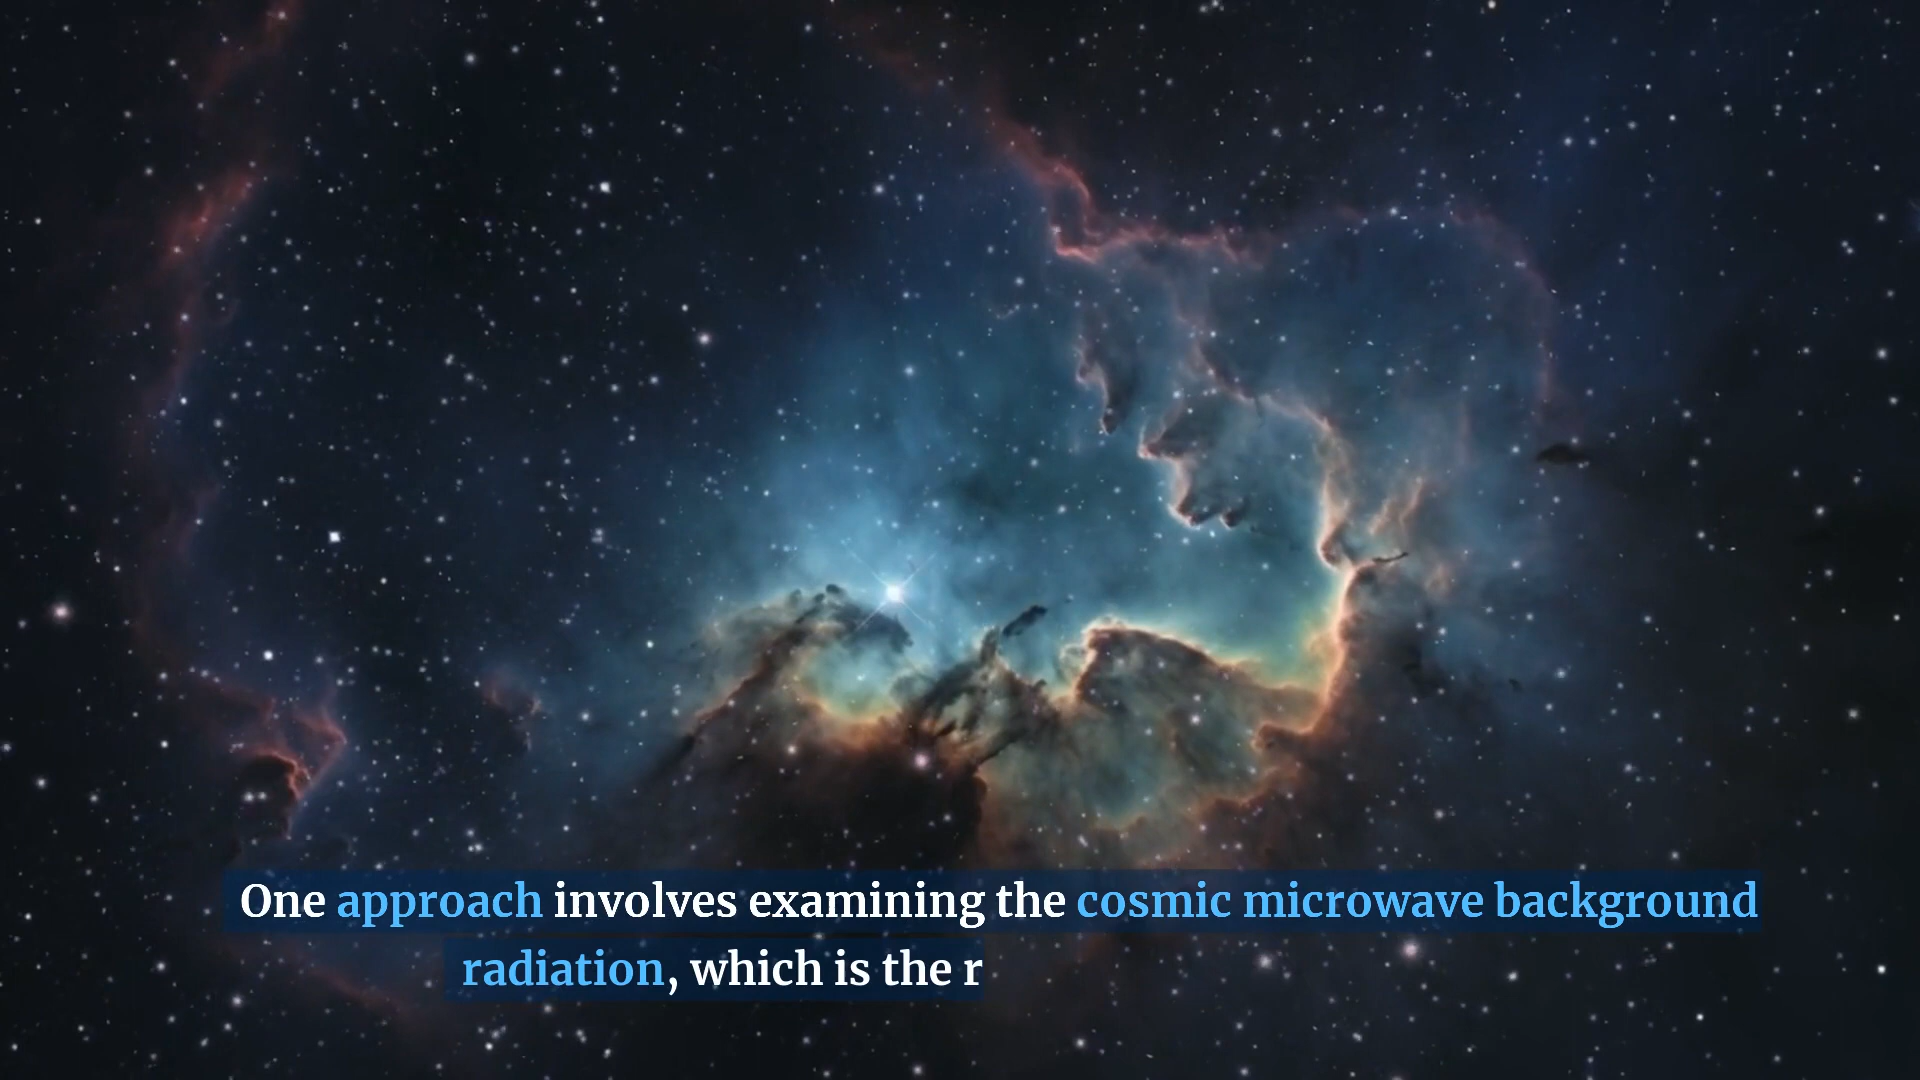 One approach involves examining the cosmic microwave background
radiation, which is the r